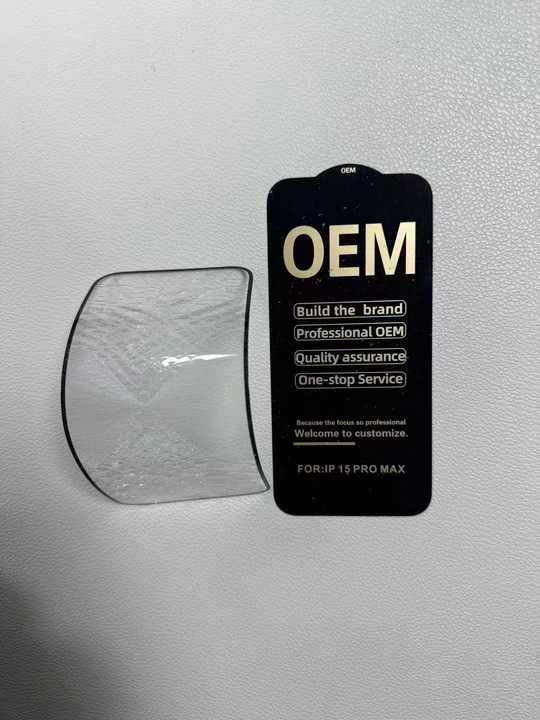 OEM
OEM
Build the brand
Professional OEM
Quality assurance
One-stop Service
Because the focus so professional
Welcome to customize.
FOR:IP 15 PRO MAX